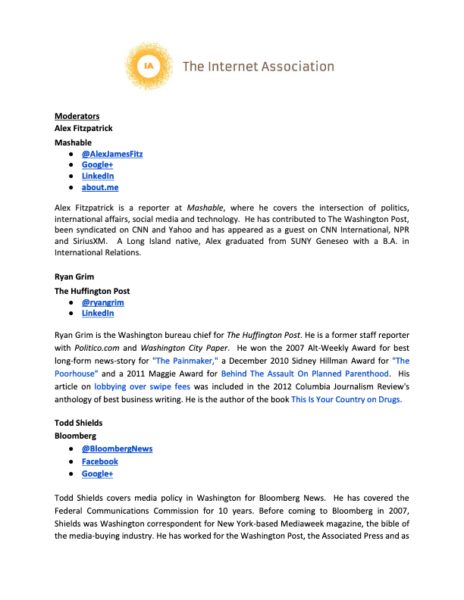 IA The Internet Association
Moderators
Alex Fitzpatrick
Mashable
• @AlexJamesFitz
• Google+
• LinkedIn
• about.me
Alex Fitzpatrick is a reporter at Mashable, where he covers the intersection of politics,
international affairs, social media and technology. He has contributed to The Washington Post,
been syndicated on CNN and Yahoo and has appeared as a guest on CNN International, NPR
and SiriusXM. A Long Island native, Alex graduated from SUNY Geneseo with a B.A. in
International Relations.
Ryan Grim
The Huffington Post
• @ryangrim
• LinkedIn
Ryan Grim is the Washington bureau chief for The Huffington Post. He is a former staff reporter
with Politico.com and Washington City Paper. He won the 2007 Alt-Weekly Award for best
long-form news-story for "The Painmaker," a December 2010 Sidney Hillman Award for "The
Poorhouse" and a 2011 Maggie Award for Behind The Assault On Planned Parenthood. His
article on lobbying over swipe fees was included in the 2012 Columbia Journalism Review's
anthology of best business writing. He is the author of the book This Is Your Country on Drugs.
Todd Shields
Bloomberg
• @BloombergNews
• Facebook
• Google+
Todd Shields covers media policy in Washington for Bloomberg News. He has covered the
Federal Communications Commission for 10 years. Before coming to Bloomberg in 2007,
Shields was Washington correspondent for New York-based Mediaweek magazine, the bible of
the media-buying industry. He has worked for the Washington Post, the Associated Press and as